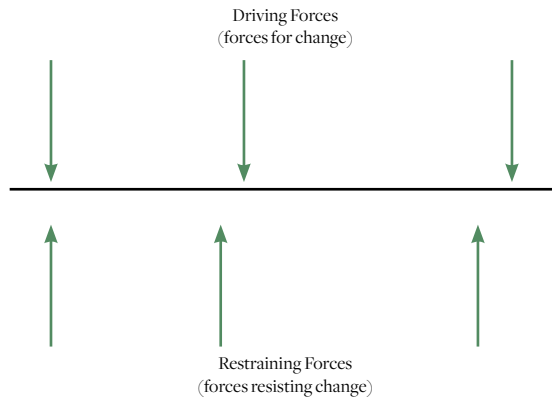 Driving Forces
(forces for change)
Restraining Forces
(forces resisting change)